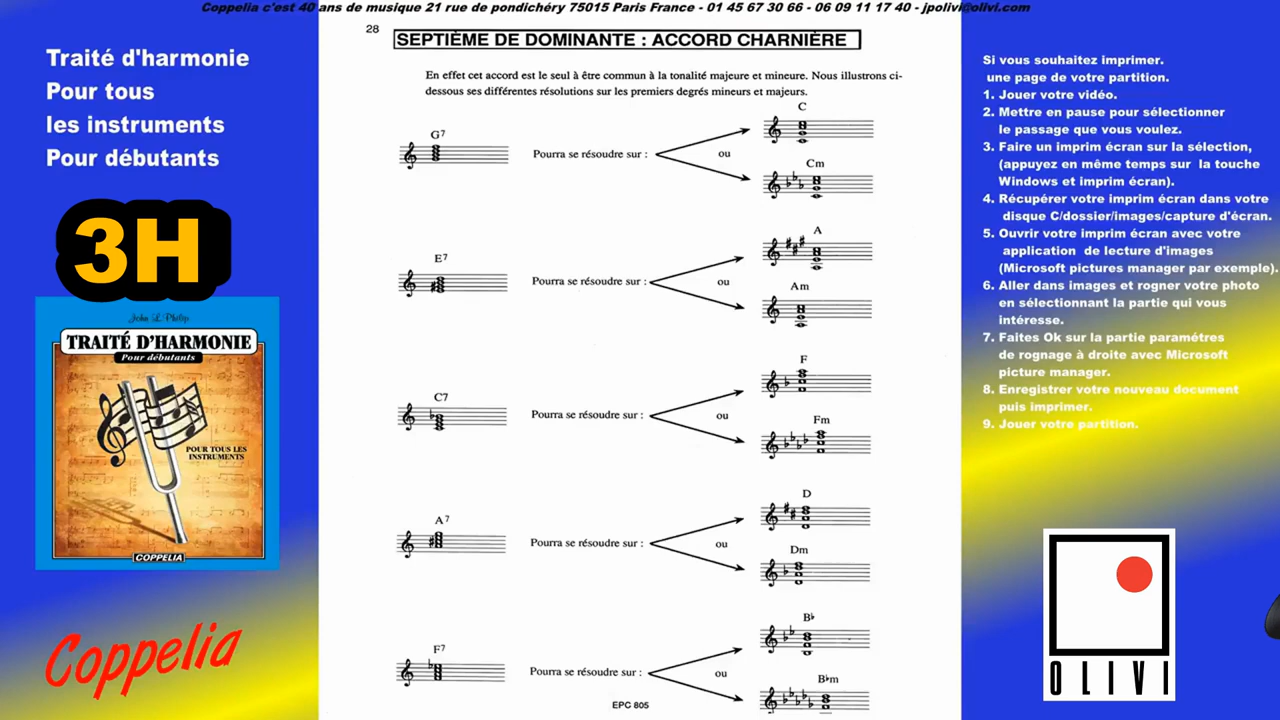 Coppelia c'est 40 ans de musique 21 rue de pondichéry 75015 Paris France - 01 45 67 30 66 - 06 09 11 17 40 - jpolivi@olivi.com
Traité d'harmonie
Pour tous
les instruments
Pour débutants
3H
John L. Philip
TRAITÉ D'HARMONIE
Pour débutants
POUR TOUS LES
INSTRUMENTS
COPPELIA
Coppelia
28
SEPTIÈME DE DOMINANTE : ACCORD CHARNIÈRE
En effet cet accord est le seul à être commun à la tonalité majeure et mineure. Nous illustrons ci-
dessous ses différentes résolutions sur les premiers degrés mineurs et majeurs.
C
G7
Pourra se résoudre sur :
ou
Cm
A
E7
Pourra se résoudre sur :
ou
Am
F
C7
Pourra se résoudre sur :
ou
Fm
D
A7
Pourra se résoudre sur :
ou
Dm
B♭
F7
Pourra se résoudre sur :
ou
B♭m
EPC 805
Si vous souhaitez imprimer.
une page de votre partition.
1. Jouer votre vidéo.
2. Mettre en pause pour sélectionner
le passage que vous voulez.
3. Faire un imprim écran sur la sélection,
(appuyez en même temps sur la touche
Windows et imprim écran).
4. Récupérer votre imprim écran dans votre
disque C/dossier/images/capture d'écran.
5. Ouvrir votre imprim écran avec votre
application de lecture d'images
(Microsoft pictures manager par exemple).
6. Aller dans images et rogner votre photo
en sélectionnant la partie qui vous
intéresse.
7. Faites Ok sur la partie paramétres
de rognage à droite avec Microsoft
picture manager.
8. Enregistrer votre nouveau document
puis imprimer.
9. Jouer votre partition.
OLIVI